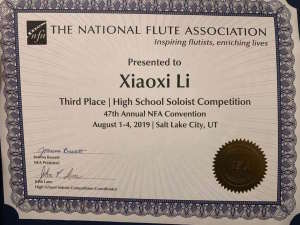 THE NATIONAL FLUTE ASSOCIATION
Inspiring flutists, enriching lives
Presented to
Xiaoxi Li
Third Place | High School Soloist Competition
47th Annual NFA Convention
August 1-4, 2019 | Salt Lake City, UT
NFA President
High School Soloist Competition Coordinator